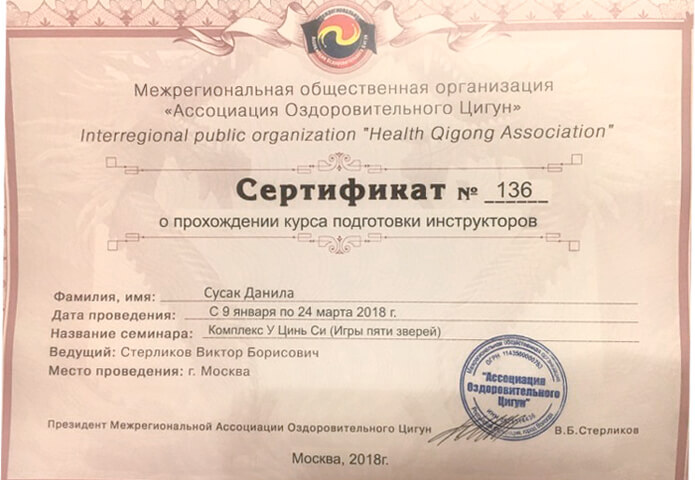 Межрегиональная общественная организация
«Ассоциация Оздоровительного Цигун»
Interregional public organization "Health Qigong Association"
Сертификат № 136
о прохождении курса подготовки инструкторов
Фамилия, имя: Сусак Данила
Дата проведения: С 9 января по 24 марта 2018 г.
Название семинара: Комплекс У Цинь Си (Игры пяти зверей)
Ведущий: Стерликов Виктор Борисович
Место проведения: г. Москва
"Ассоциация
Оздоровительного
Цигун"
Президент Межрегиональной Ассоциации Оздоровительного Цигун
В.Б.Стерликов
Москва, 2018г.